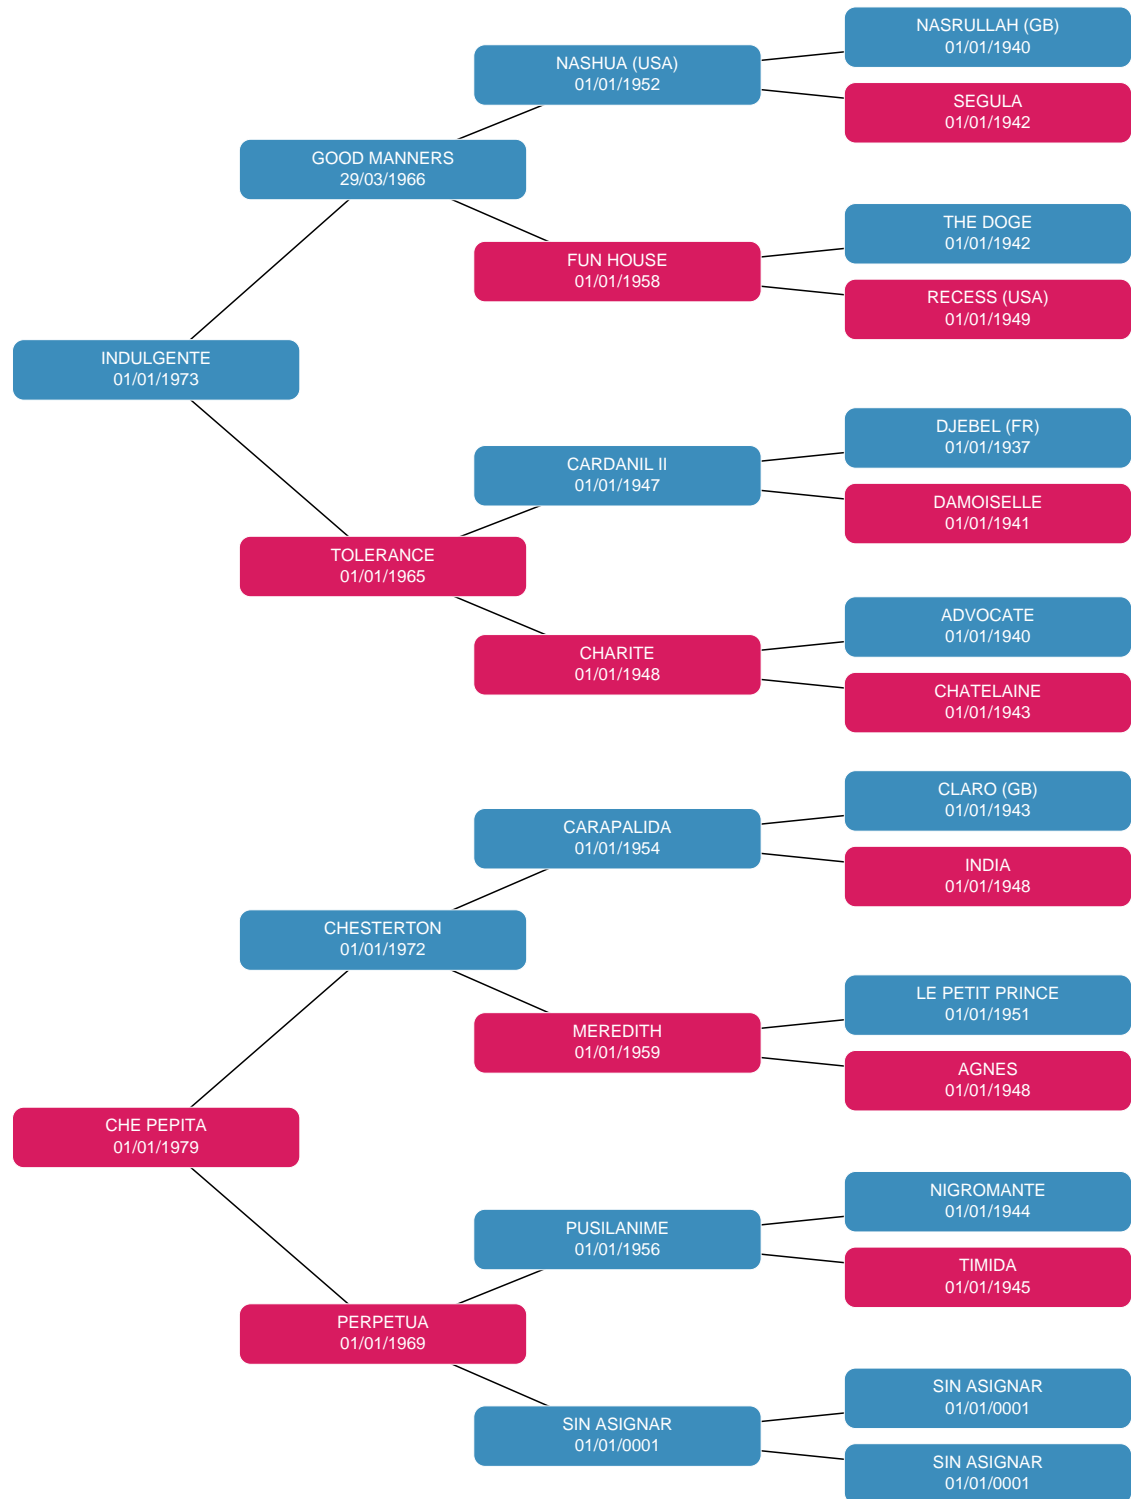 NASRULLAH (GB)
01/01/1940
NASHUA (USA)
01/01/1952
SEGULA
01/01/1942
GOOD MANNERS
29/03/1966
THE DOGE
01/01/1942
FUN HOUSE
01/01/1958
RECESS (USA)
01/01/1949
INDULGENTE
01/01/1973
DJEBEL (FR)
01/01/1937
CARDANIL II
01/01/1947
DAMOISELLE
01/01/1941
TOLERANCE
01/01/1965
ADVOCATE
01/01/1940
CHARITE
01/01/1948
CHATELAINE
01/01/1943
CLARO (GB)
01/01/1943
CARAPALIDA
01/01/1954
INDIA
01/01/1948
CHESTERTON
01/01/1972
LE PETIT PRINCE
01/01/1951
MEREDITH
01/01/1959
AGNES
01/01/1948
CHE PEPITA
01/01/1979
NIGROMANTE
01/01/1944
PUSILANIME
01/01/1956
TIMIDA
01/01/1945
PERPETUA
01/01/1969
SIN ASIGNAR
01/01/0001
SIN ASIGNAR
01/01/0001
SIN ASIGNAR
01/01/0001